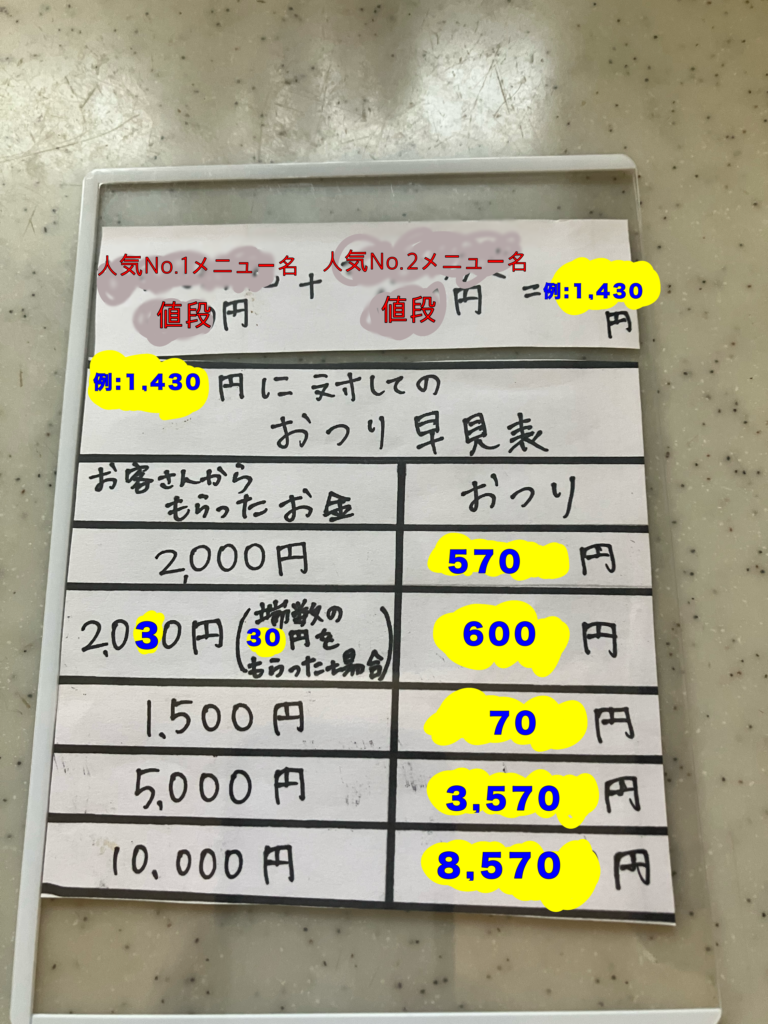 人気No.1メニュー名 + 人気No.2メニュー名
値段円 値段円 =例:1,430円
例:1,430円に対しての
おつり早見表
お客さんから
もらったお金
おつり
2,000円 570円
2,030円(端数の30円をもらった場合) 600円
1,500円 70円
5,000円 3,570円
10,000円 8,570円